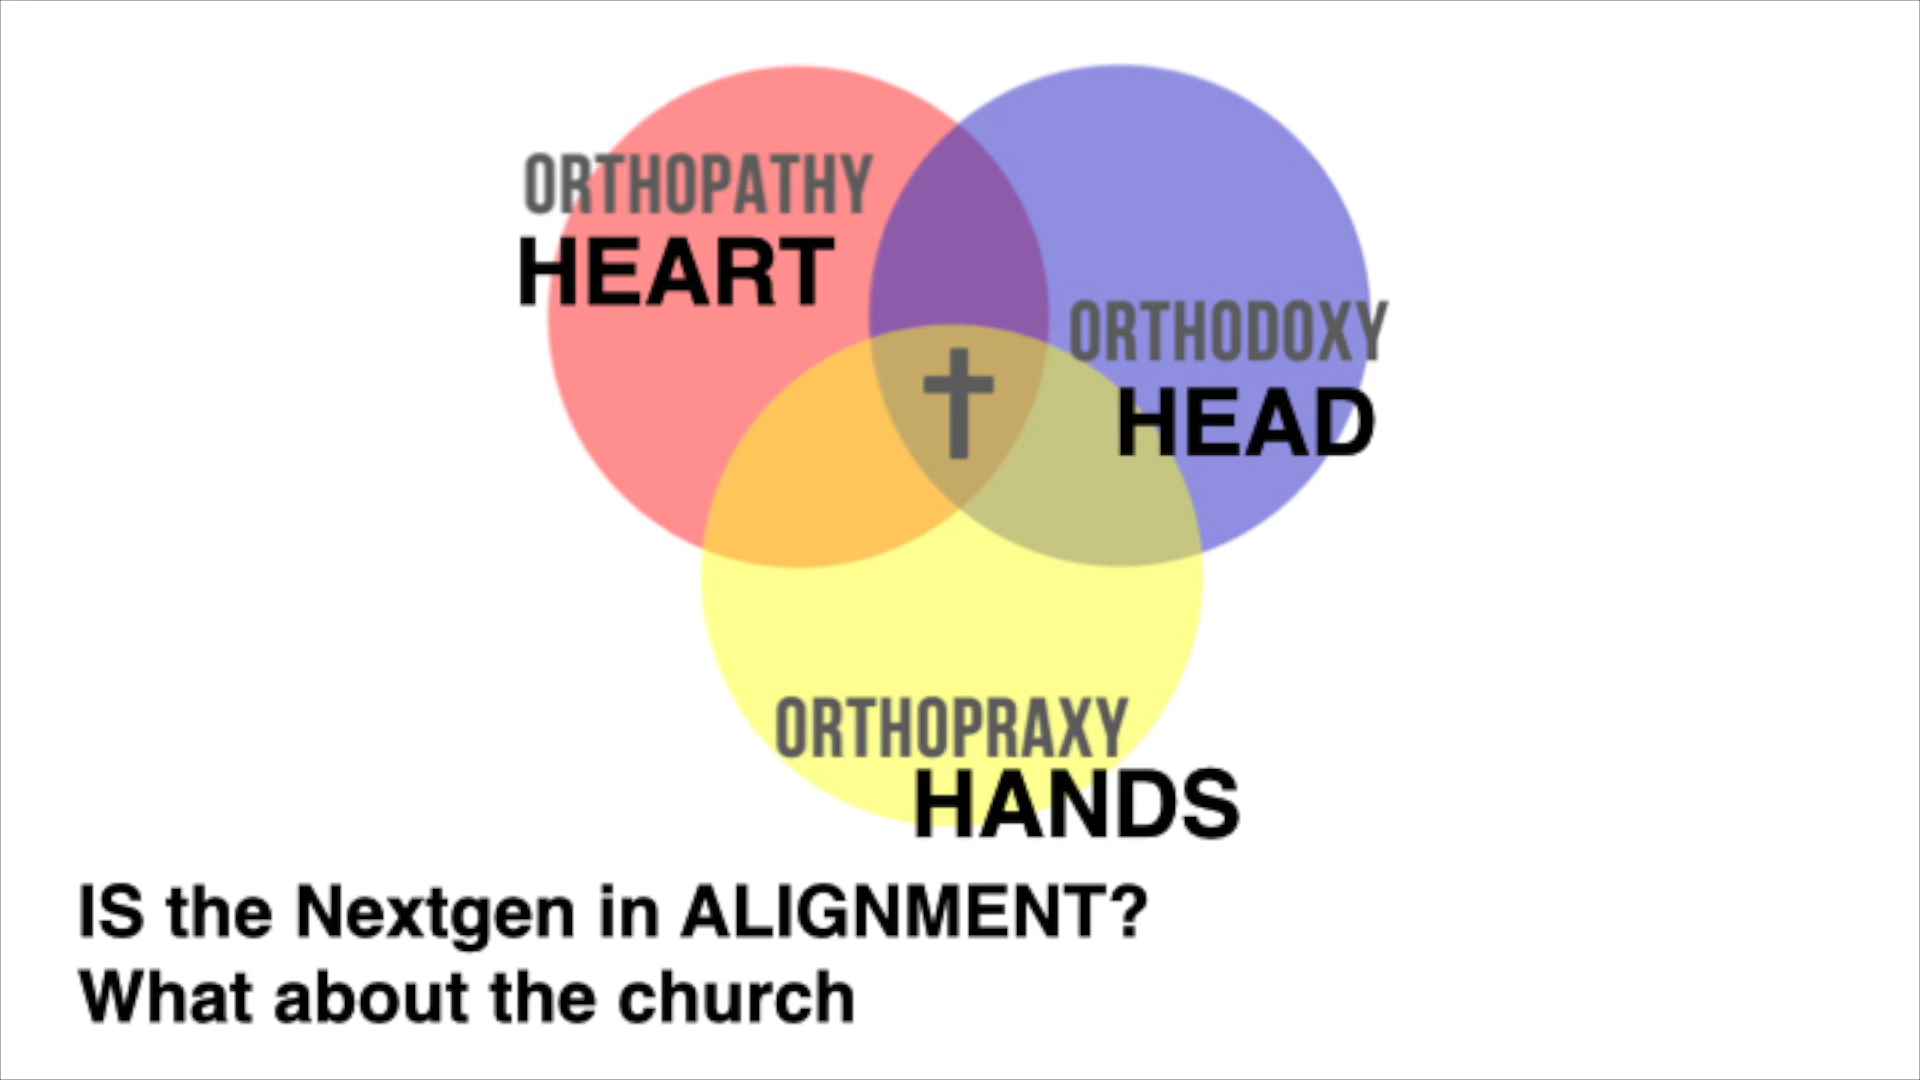 ORTHOPATHY
HEART
ORTHODOXY
HEAD
ORTHOPRAXY
HANDS
IS the Nextgen in ALIGNMENT?
What about the church